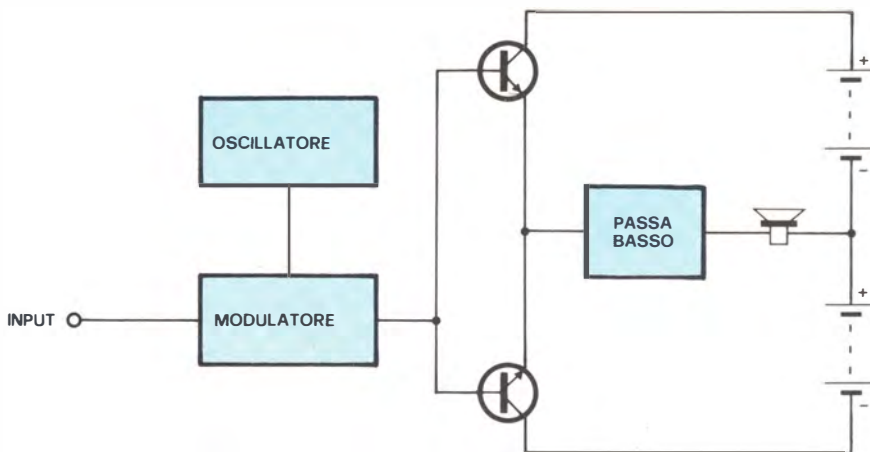 OSCILLATORE
PASSA
BASSO
INPUT
MODULATORE
+
-
+
-